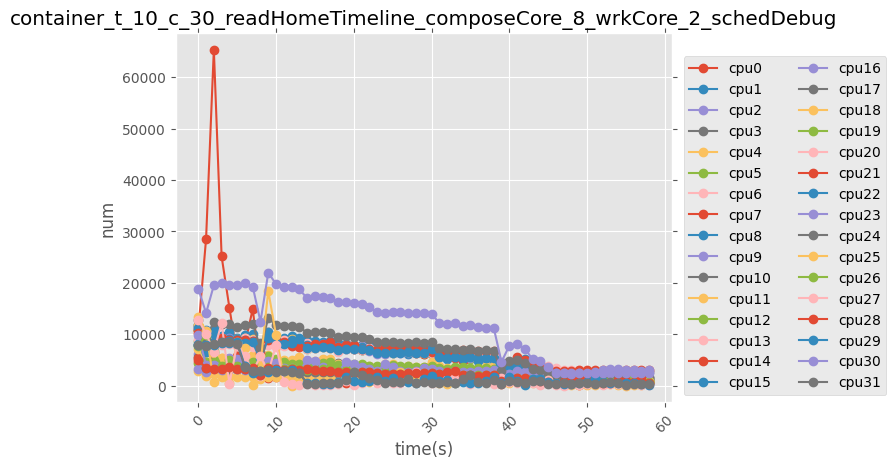 container_t_10_c_30_readHomeTimeline_composeCore_8_wrkCore_2_schedDebug
num
60000
50000
40000
30000
20000
10000
0
0
10
20
30
40
50
60
time(s)
cpu0
cpu1
cpu2
cpu3
cpu4
cpu5
cpu6
cpu7
cpu8
cpu9
cpu10
cpu11
cpu12
cpu13
cpu14
cpu15
cpu16
cpu17
cpu18
cpu19
cpu20
cpu21
cpu22
cpu23
cpu24
cpu25
cpu26
cpu27
cpu28
cpu29
cpu30
cpu31